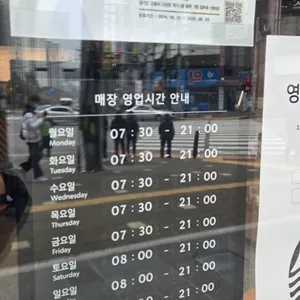 매장 영업시간 안내
월요일 07 : 30 - 21 : 00
Monday
화요일 07 : 30 - 21 : 00
Tuesday
수요일 07 : 30 - 21 : 00
Wednesday
목요일 07 : 30 - 21 : 00
Thursday
금요일 07 : 30 - 21 : 00
Friday
토요일 08 : 00 - 21 : 00
Saturday
일요일 08 : 00 - 21 : 00
영